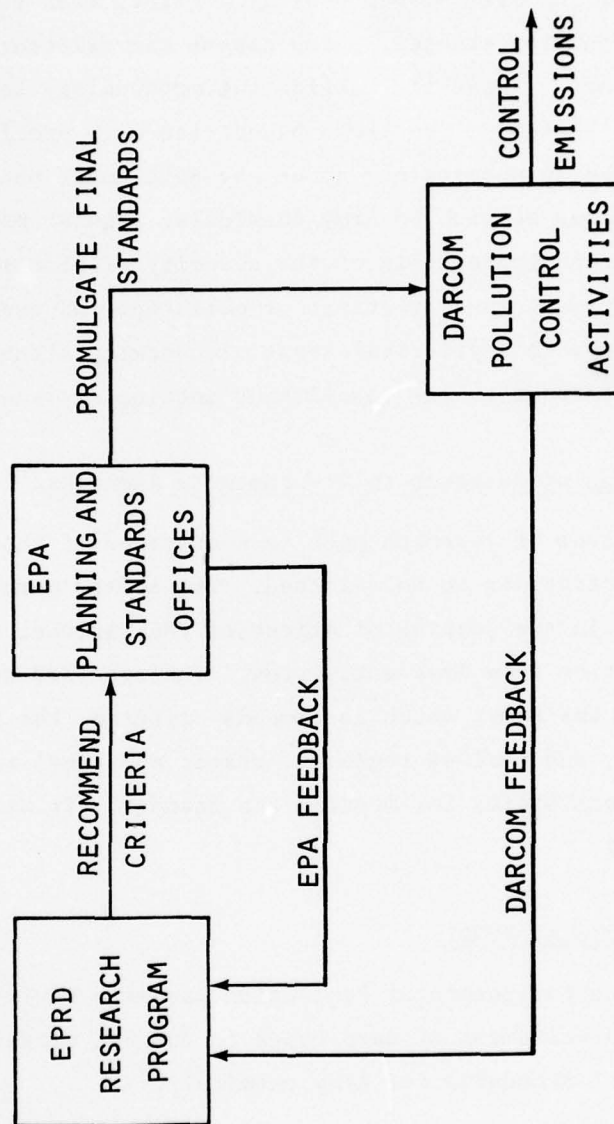 EPRD
RESEARCH
PROGRAM
RECOMMEND
CRITERIA
EPA
PLANNING AND
STANDARDS
OFFICES
PROMULGATE FINAL
STANDARDS
DARCOM
POLLUTION
CONTROL
ACTIVITIES
CONTROL
EMISSIONS
EPA FEEDBACK
DARCOM FEEDBACK